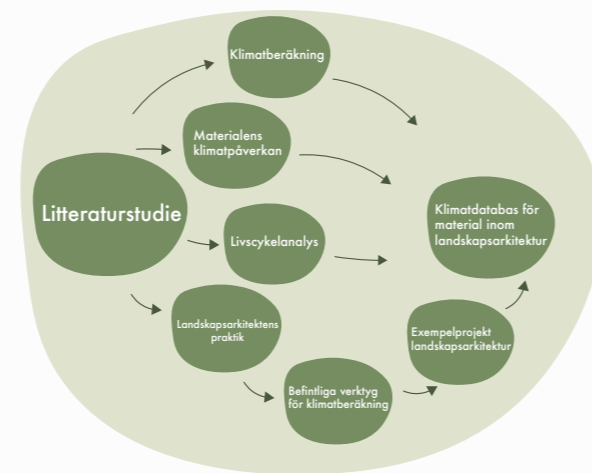 Klimatberäkning
Materialens
klimatpåverkan
Litteraturstudie
Klimatdatabas för
material inom
landskapsarkitektur
Livscykelanalys
Landskapsarkitektens
praktik
Exempelprojekt
landskapsarkitektur
Befintliga verktyg
för klimatberäkning